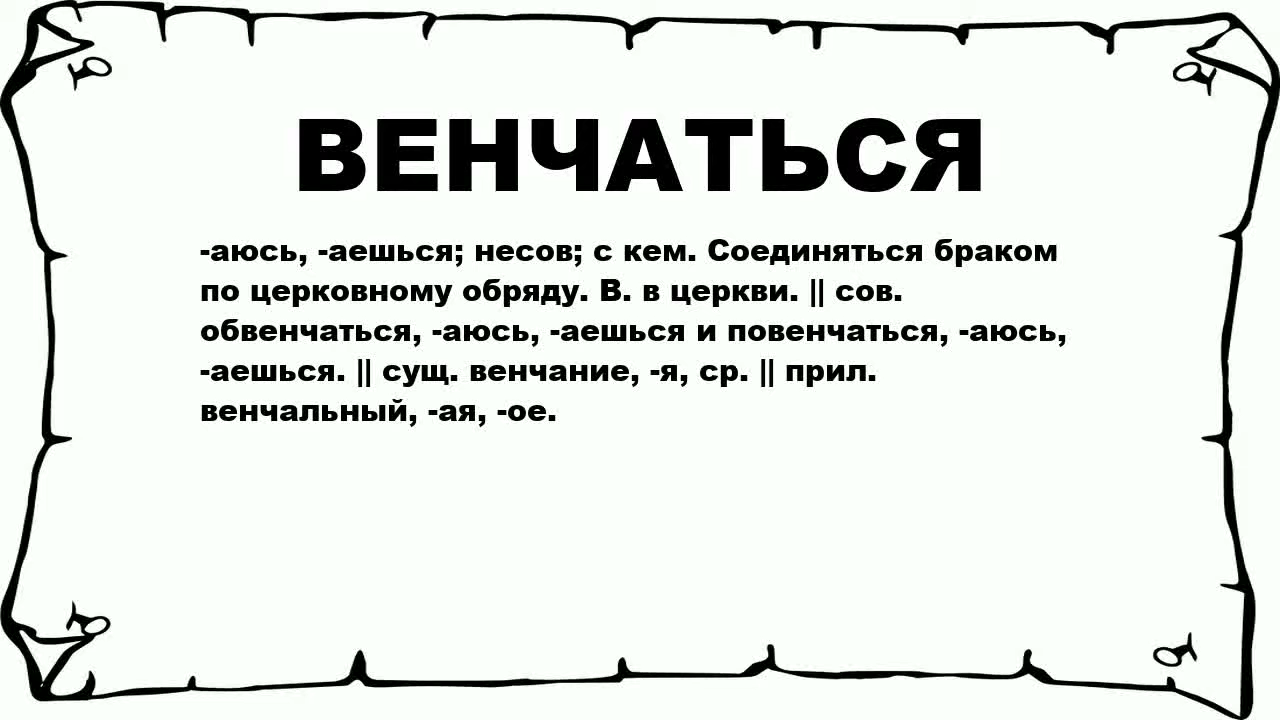 ВЕНЧАТЬСЯ
-аюсь, -аешься; несов; с кем. Соединяться браком
по церковному обряду. В. в церкви. || сов.
обвенчаться, -аюсь, -аешься и повенчаться, -аюсь,
-аешься. || сущ. венчание, -я, ср. || прил.
венчальный, -ая, -ое.